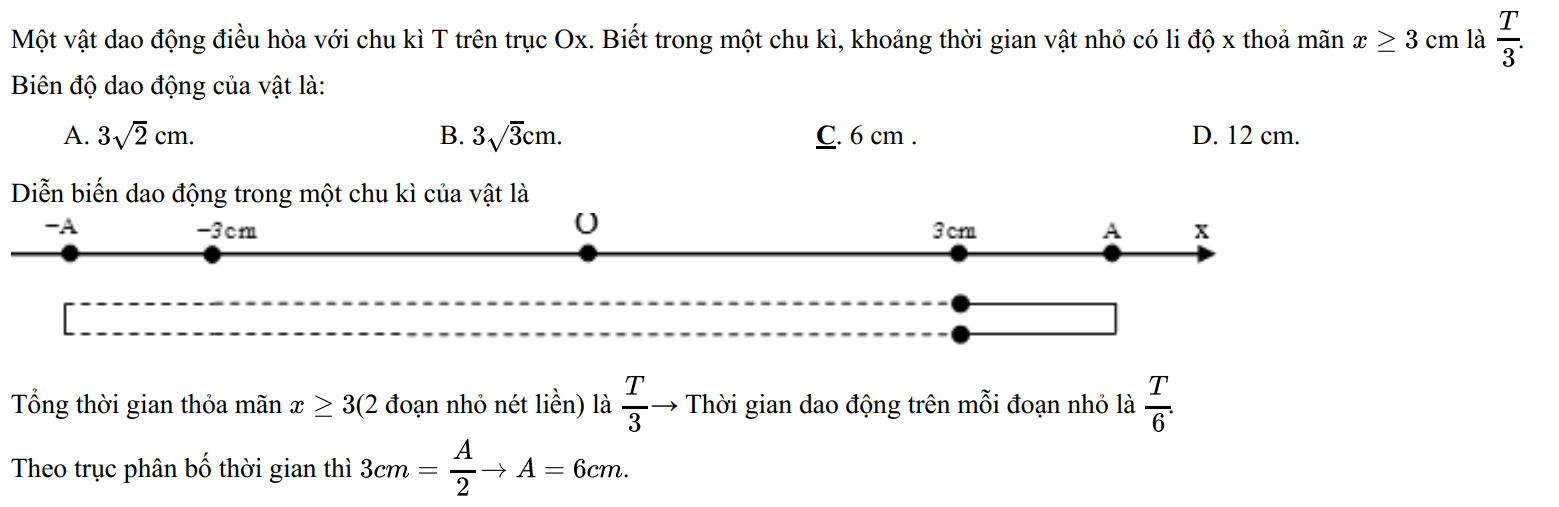 Một vật dao động điều hòa với chu kì T trên trục Ox. Biết trong một chu kì, khoảng thời gian vật nhỏ có li độ x thoả mãn $x \geq 3$ cm là $\frac{T}{3}$.
Biên độ dao động của vật là:
A. $3\sqrt{2}$ cm. B. $3\sqrt{3}$cm. C. 6 cm . D. 12 cm.
Diễn biến dao động trong một chu kì của vật là
−A −3cm O 3cm A x
Tổng thời gian thỏa mãn $x \geq 3$(2 đoạn nhỏ nét liền) là $\frac{T}{3}$→ Thời gian dao động trên mỗi đoạn nhỏ là $\frac{T}{6}$.
Theo trục phân bố thời gian thì $3cm = \frac{A}{2} \rightarrow A = 6cm$.